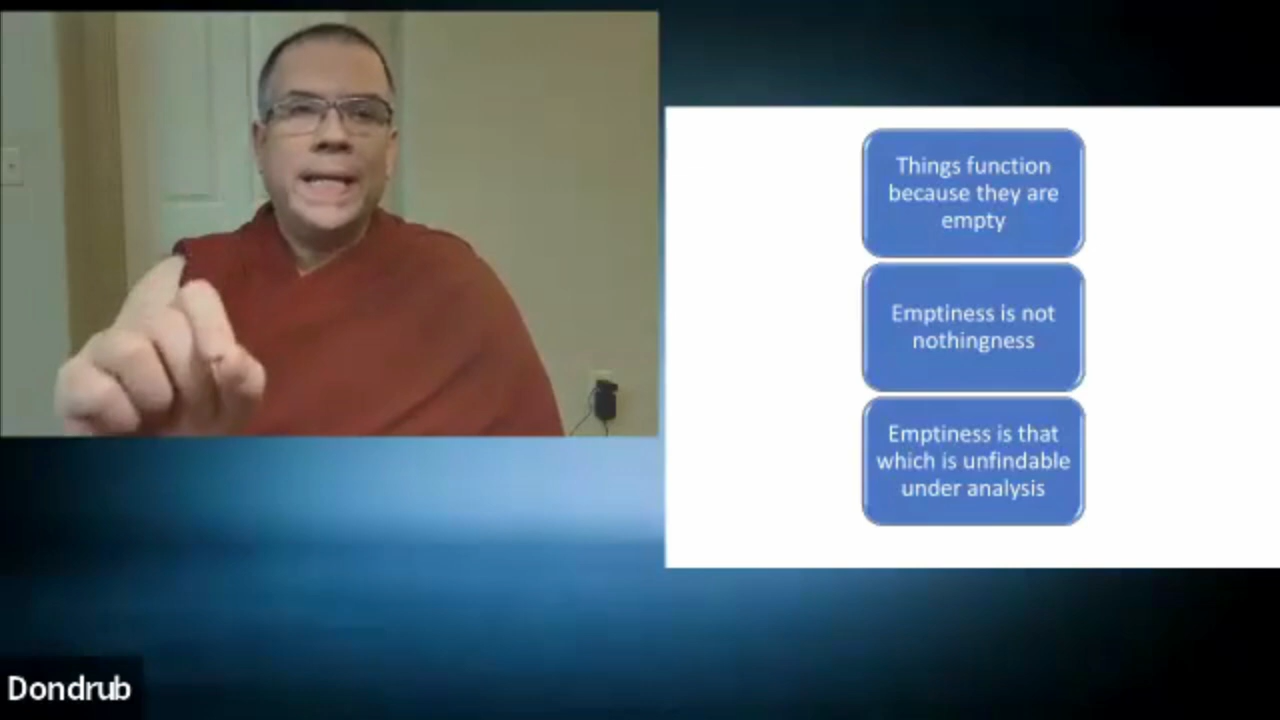 Things function
because they are
empty
Emptiness is not
nothingness
Emptiness is that
which is unfindable
under analysis
Dondrub